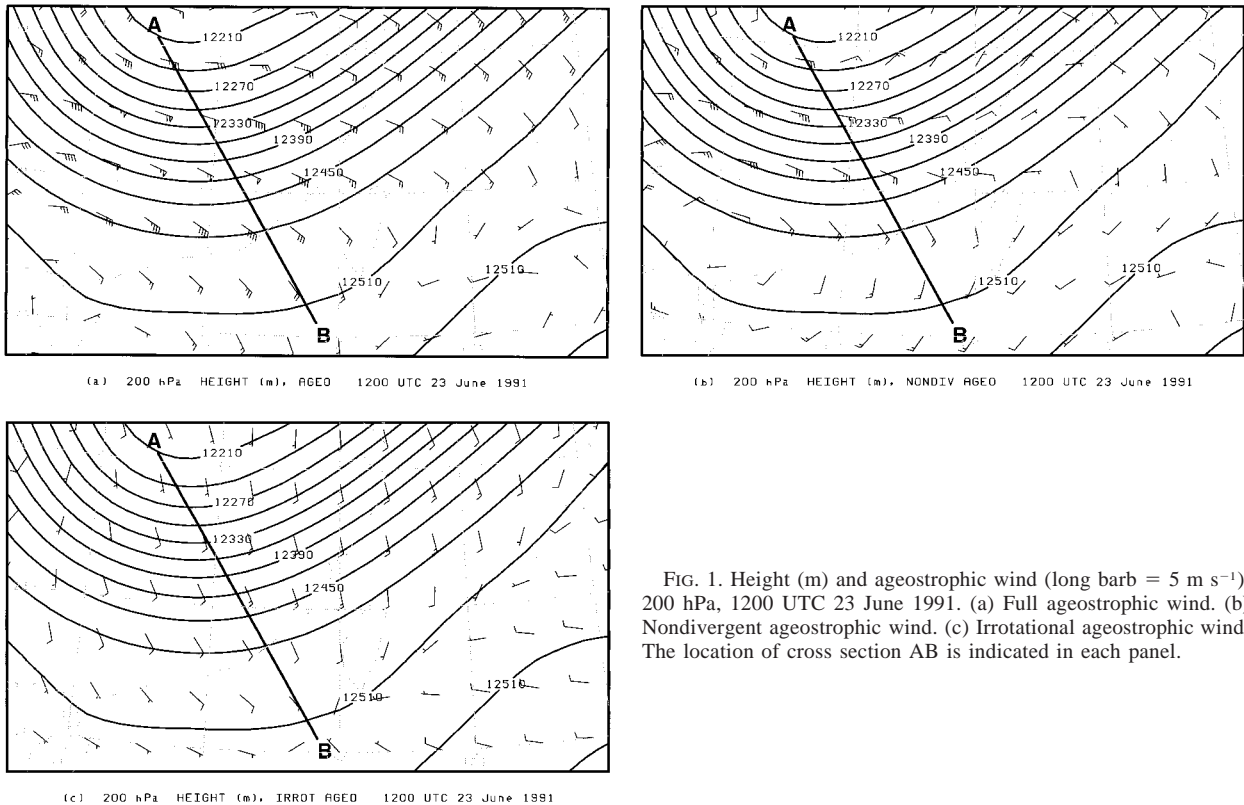 A
12210
12270
12330
12390
12450
12510
12510
B
(a) 200 hPa HEIGHT (m), AGEO 1200 UTC 23 June 1991
A
12210
12270
12330
12390
12450
12510
12510
B
(b) 200 hPa HEIGHT (m), NONDIV AGEO 1200 UTC 23 June 1991
A
12210
12270
12330
12390
12450
12510
12510
B
(c) 200 hPa HEIGHT (m), IRROT AGEO 1200 UTC 23 June 1991
FIG. 1. Height (m) and ageostrophic wind (long barb = 5 m s⁻¹)
200 hPa, 1200 UTC 23 June 1991. (a) Full ageostrophic wind. (b)
Nondivergent ageostrophic wind. (c) Irrotational ageostrophic wind
The location of cross section AB is indicated in each panel.